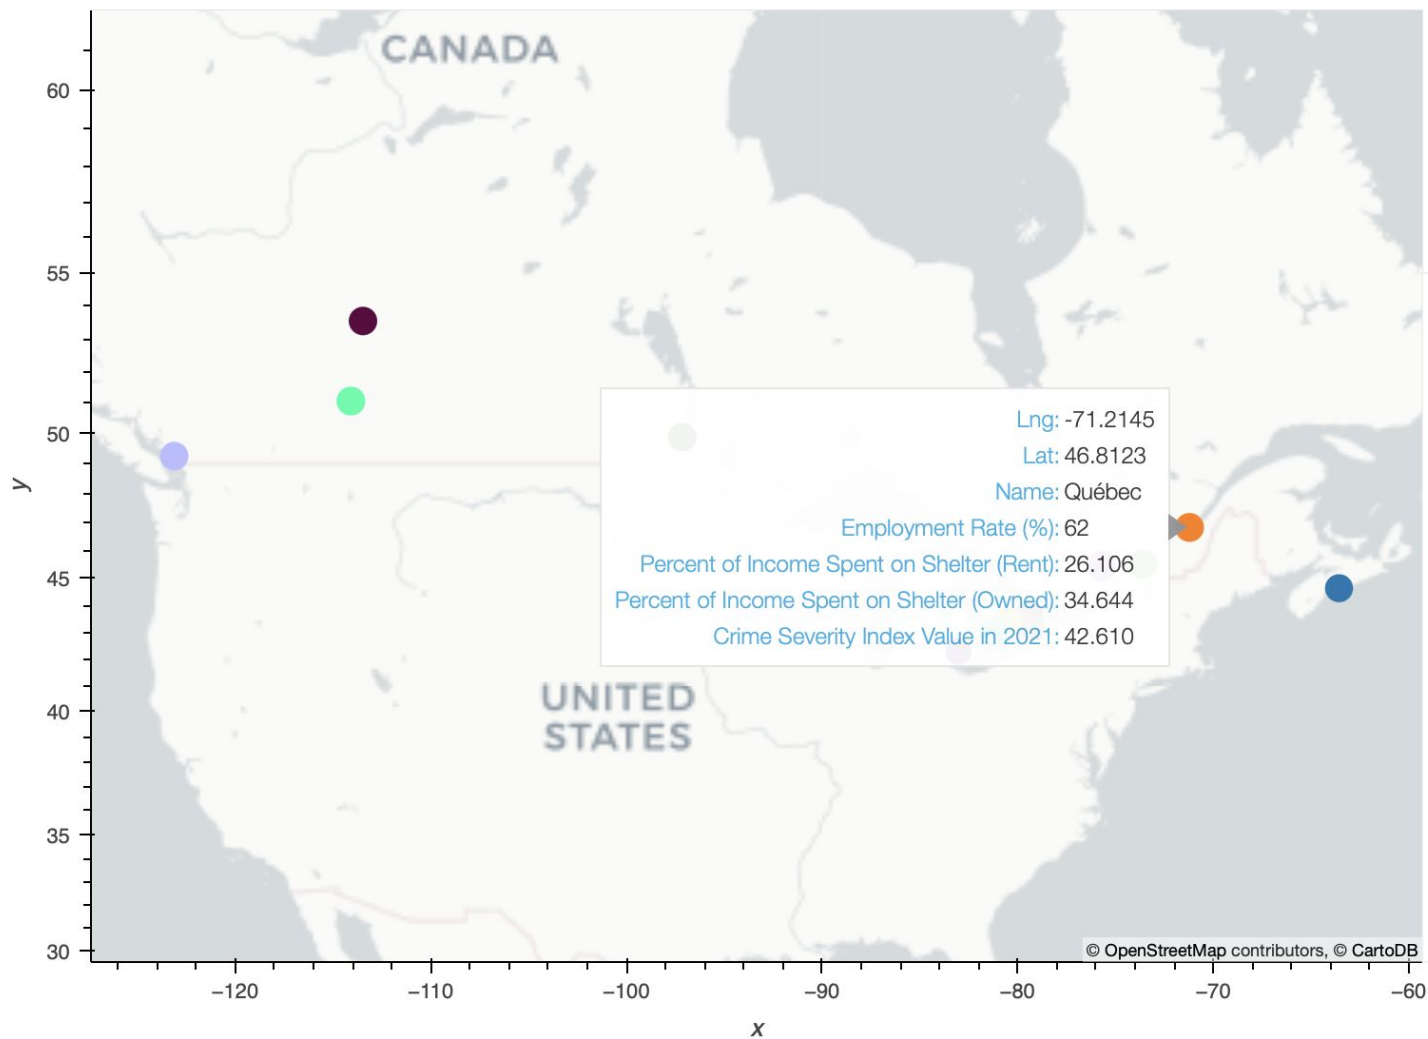 CANADA
60
55
50
45
40
35
30
y
Lng: -71.2145
Lat: 46.8123
Name: Québec
Employment Rate (%): 62
Percent of Income Spent on Shelter (Rent): 26.106
Percent of Income Spent on Shelter (Owned): 34.644
Crime Severity Index Value in 2021: 42.610
UNITED
STATES
© OpenStreetMap contributors, © CartoDB
−120 −110 −100 −90 −80 −70 −60
x